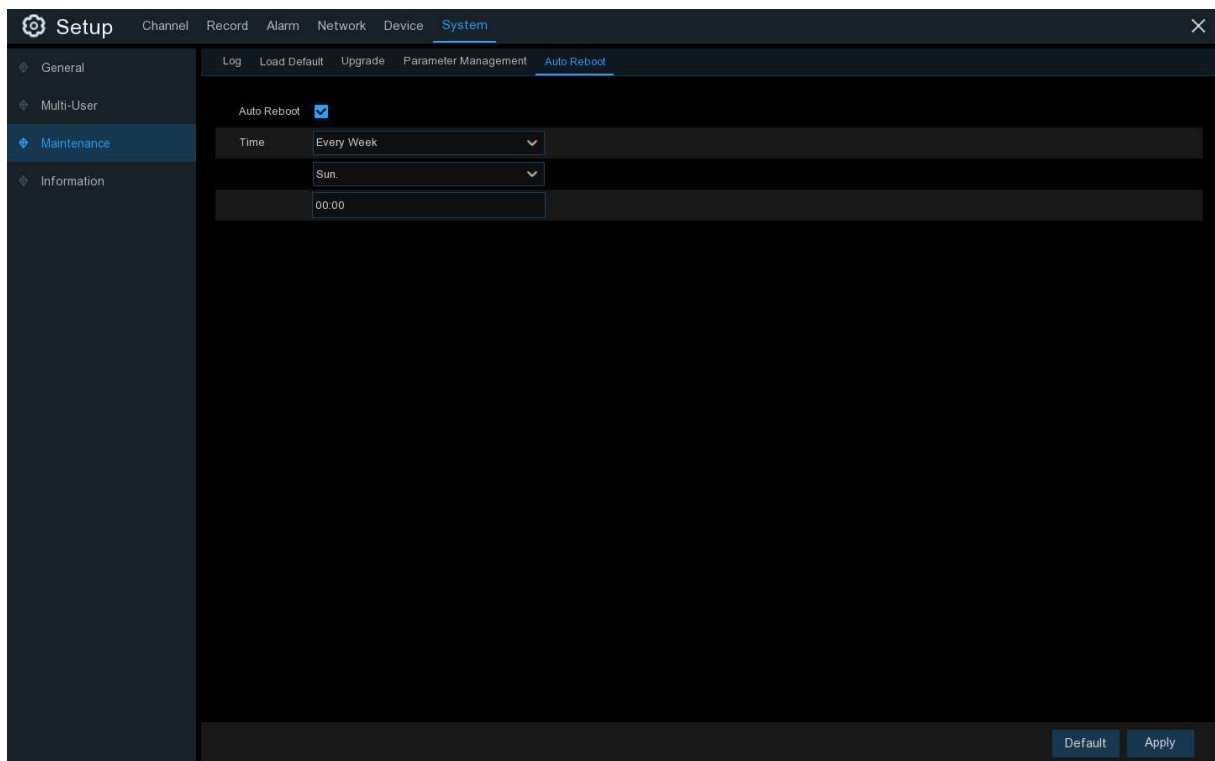 Setup Channel Record Alarm Network Device System
General
Log Load Default Upgrade Parameter Management Auto Reboot
Multi-User
Auto Reboot
Maintenance
Time Every Week
Sun.
Information
00:00
Default Apply